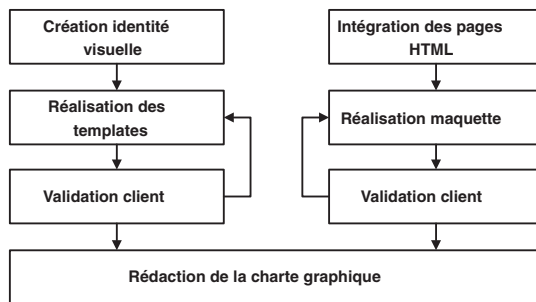 Création identité
visuelle
Intégration des pages
HTML
Réalisation des
templates
Réalisation maquette
Validation client
Validation client
Rédaction de la charte graphique